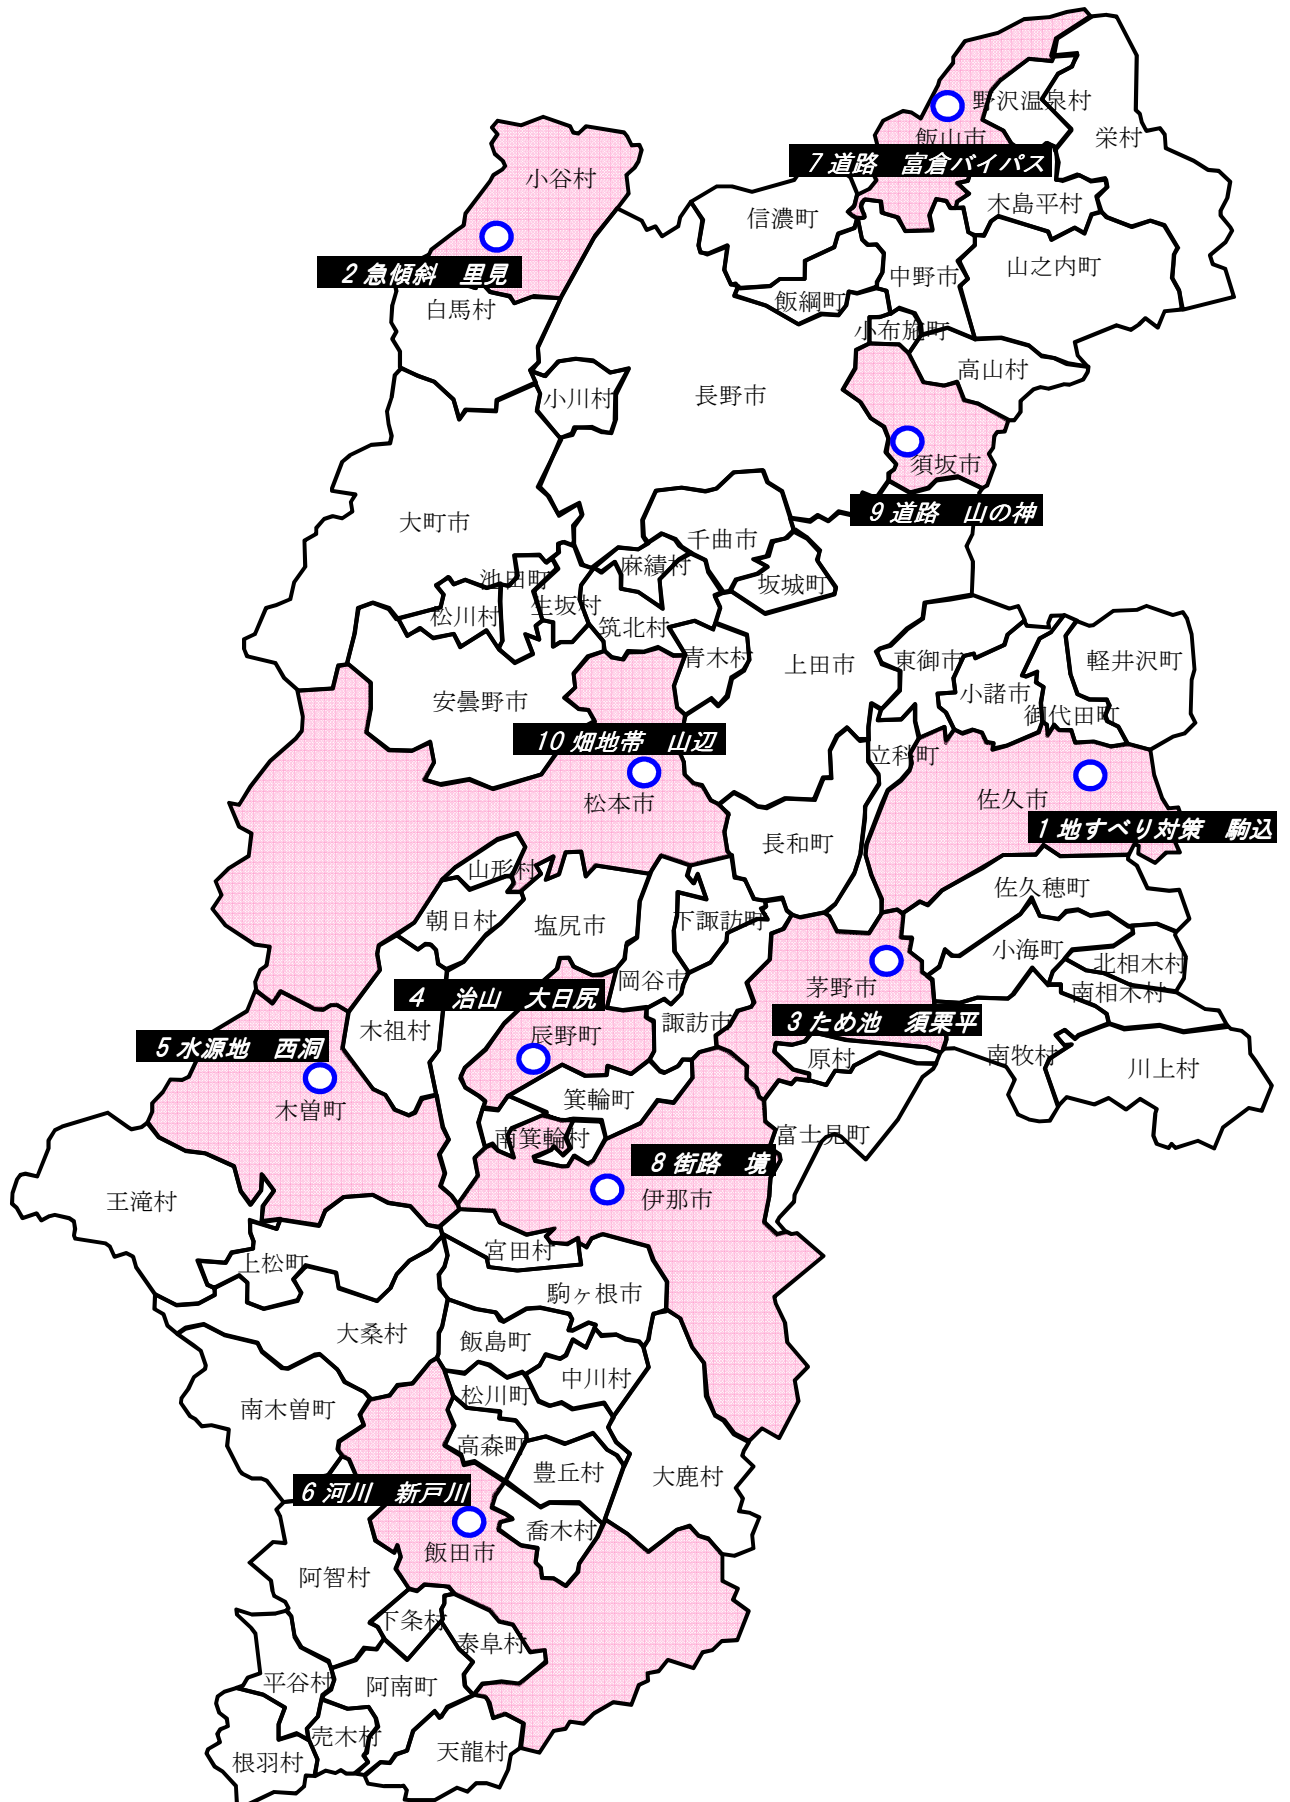 野沢温泉村
飯山市
栄村
7 道路　富倉バイパス
小谷村
木島平村
信濃町
2 急傾斜　里見
山之内町
中野市
飯綱町
白馬村
小布施町
高山村
長野市
小川村
須坂市
9 道路　山の神
大町市
千曲市
麻績村
池田町
坂城町
生坂村
松川村
筑北村
青木村
上田市
東御市
軽井沢町
小諸市
安曇野市
御代田町
10 畑地帯　山辺
立科町
松本市
佐久市
1 地すべり対策　駒込
長和町
山形村
佐久穂町
朝日村
塩尻市
下諏訪町
小海町
北相木村
岡谷市
茅野市
南相木村
4　治山　大日尻
3 ため池　須栗平
諏訪市
木祖村
辰野町
5 水源地　西洞
原村
南牧村
川上村
木曽町
箕輪町
南箕輪村
富士見町
8 街路　境
王滝村
伊那市
宮田村
上松町
駒ヶ根市
大桑村
飯島町
中川村
松川町
南木曽町
高森町
豊丘村
大鹿村
6 河川　新戸川
喬木村
飯田市
阿智村
下条村
泰阜村
平谷村
阿南町
売木村
天龍村
根羽村